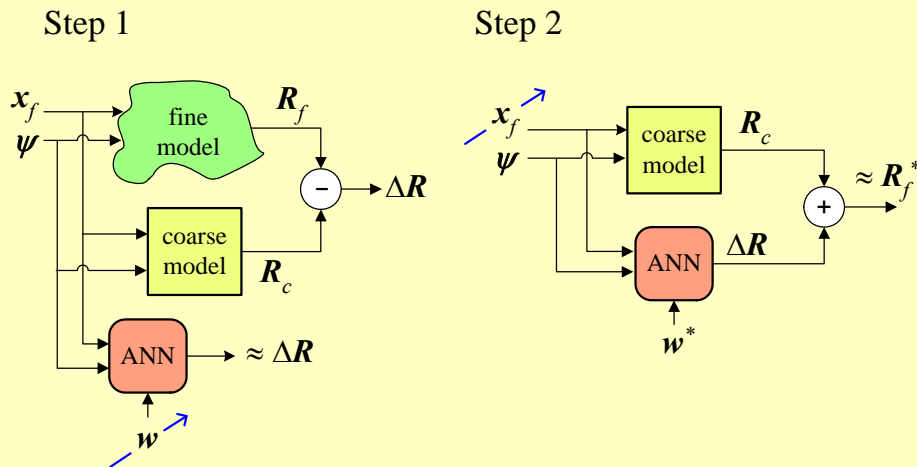 Step 1
x_f
ψ
fine
model
R_f
−
ΔR
coarse
model
R_c
ANN
≈ ΔR
w
Step 2
x_f
ψ
coarse
model
R_c
+
≈ R_f^*
ANN
ΔR
w^*